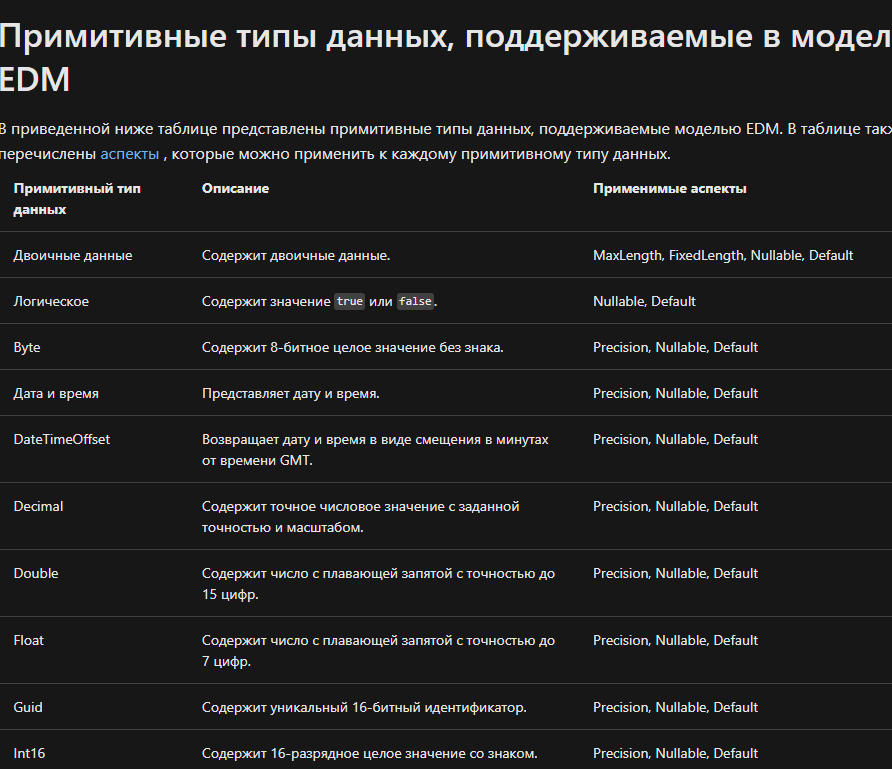 Примитивные типы данных, поддерживаемые в модел
EDM
В приведенной ниже таблице представлены примитивные типы данных, поддерживаемые моделью EDM. В таблице такж
перечислены аспекты , которые можно применить к каждому примитивному типу данных.
Примитивный тип данных Описание Применимые аспекты
Двоичные данные Содержит двоичные данные. MaxLength, FixedLength, Nullable, Default
Логическое Содержит значение true или false. Nullable, Default
Byte Содержит 8-битное целое значение без знака. Precision, Nullable, Default
Дата и время Представляет дату и время. Precision, Nullable, Default
DateTimeOffset Возвращает дату и время в виде смещения в минутах Precision, Nullable, Default
от времени GMT.
Decimal Содержит точное числовое значение с заданной Precision, Nullable, Default
точностью и масштабом.
Double Содержит число с плавающей запятой с точностью до Precision, Nullable, Default
15 цифр.
Float Содержит число с плавающей запятой с точностью до Precision, Nullable, Default
7 цифр.
Guid Содержит уникальный 16-битный идентификатор. Precision, Nullable, Default
Int16 Содержит 16-разрядное целое значение со знаком. Precision, Nullable, Default